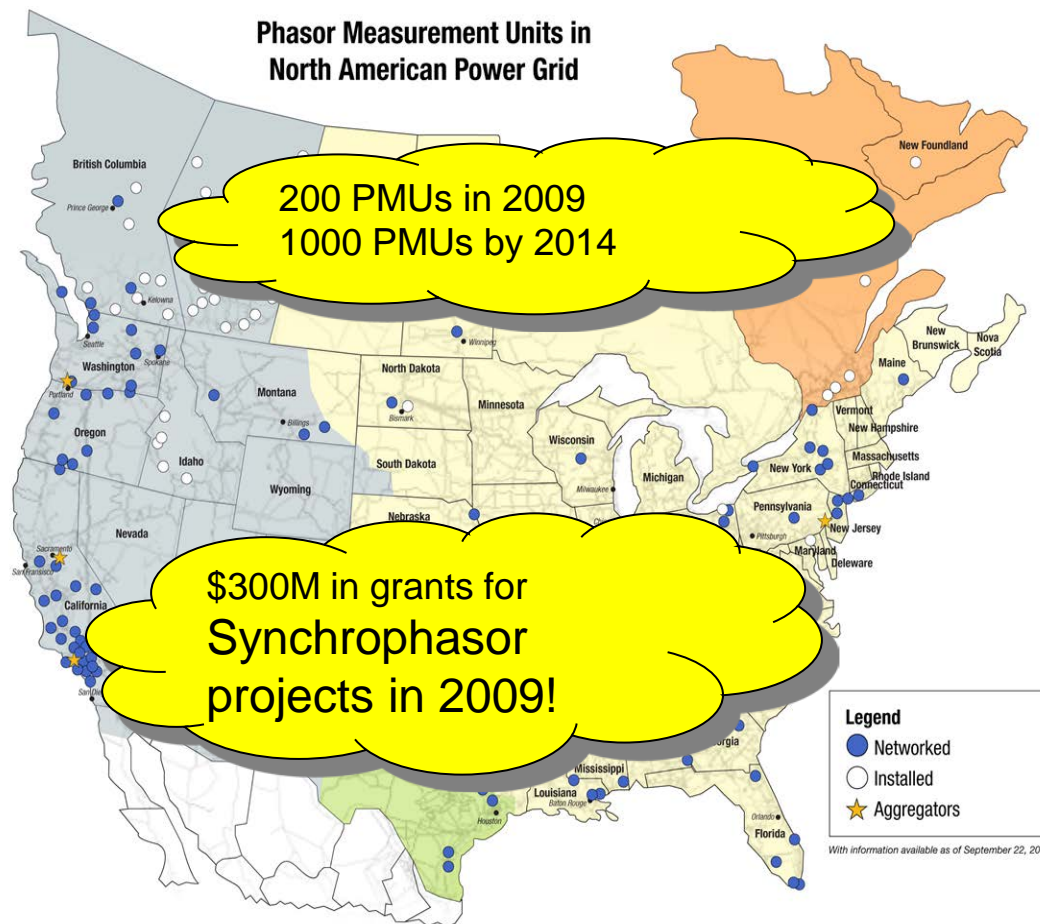 Phasor Measurement Units in
North American Power Grid
British Columbia
Prince George
New Foundland
200 PMUs in 2009
1000 PMUs by 2014
Kelowna
Seattle
Washington
Spokane
Portland
Winnipeg
Maine
New
Brunswick
Nova
Scotia
North Dakota
Bismark
Montana
Billings
Minnesota
Vermont
New Hampshire
Oregon
Idaho
Wisconsin
Massachusetts
New York
Rhode Island
Connecticut
South Dakota
Michigan
Wyoming
Milwaukee
Nebraska
Pennsylvania
New Jersey
Pittsburgh
Maryland
Delaware
Nevada
Sacramento
San Fransisco
California
$300M in grants for
Synchrophasor
projects in 2009!
Mississippi
Louisiana
Baton Rouge
Houston
Orlando
Florida
Legend
Networked
Installed
Aggregators
With information available as of September 22, 20